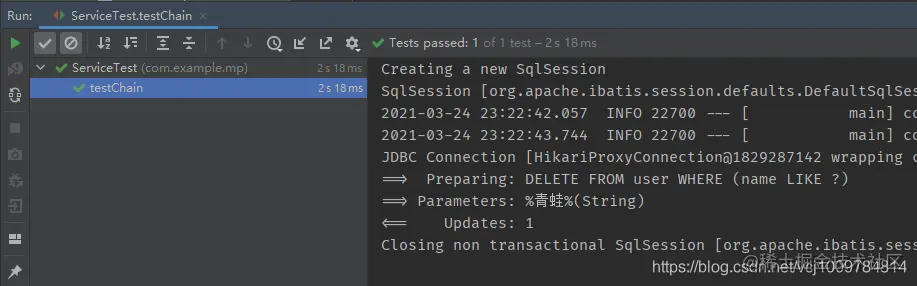 Run: ServiceTest.testChain ×
Tests passed: 1 of 1 test – 2 s 18 ms
ServiceTest (com.example.mp) 2 s 18 ms
testChain 2 s 18 ms
Creating a new SqlSession
SqlSession [org.apache.ibatis.session.defaults.DefaultSqlSes
2021-03-24 23:22:42.057 INFO 22700 --- [ main] co
2021-03-24 23:22:43.744 INFO 22700 --- [ main] co
JDBC Connection [HikariProxyConnection@1829287142 wrapping c
==> Preparing: DELETE FROM user WHERE (name LIKE ?)
==> Parameters: %青蛙%(String)
<== Updates: 1
Closing non transactional SqlSession [org.apache.ibatis.sess
@稀土掘金技术社区
https://blog.csdn.net/vcj1009784814